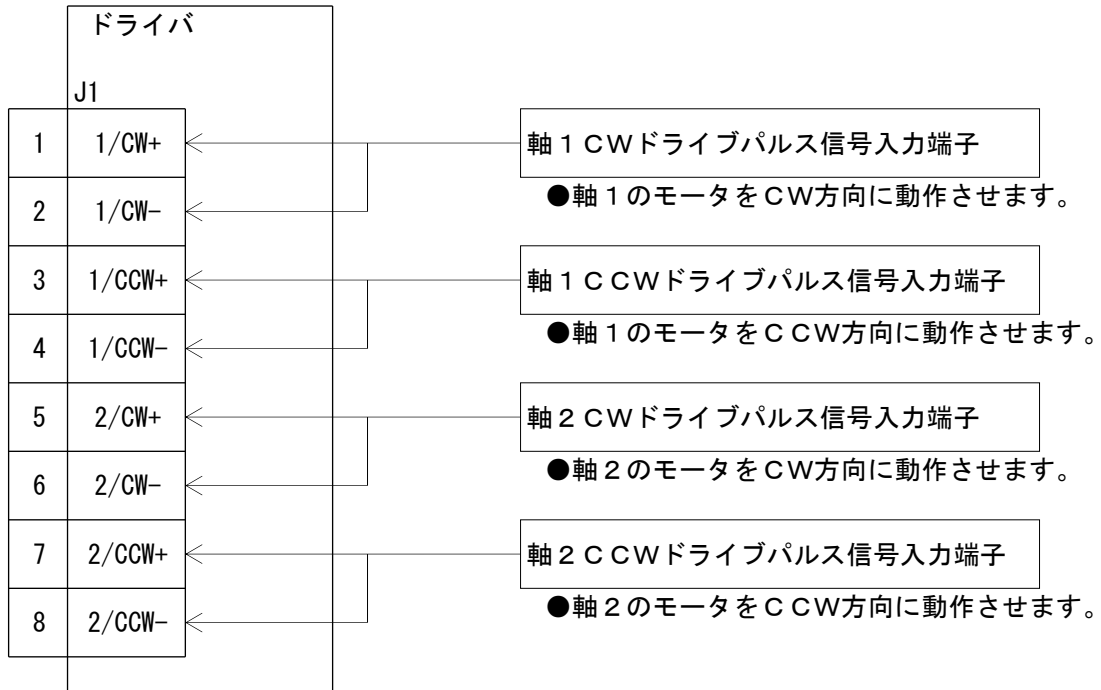 ドライバ
J1
1 1/CW+ 軸1CWドライブパルス信号入力端子
●軸1のモータをCW方向に動作させます。
2 1/CW-
3 1/CCW+ 軸1CCWドライブパルス信号入力端子
●軸1のモータをCCW方向に動作させます。
4 1/CCW-
5 2/CW+ 軸2CWドライブパルス信号入力端子
●軸2のモータをCW方向に動作させます。
6 2/CW-
7 2/CCW+ 軸2CCWドライブパルス信号入力端子
●軸2のモータをCCW方向に動作させます。
8 2/CCW-